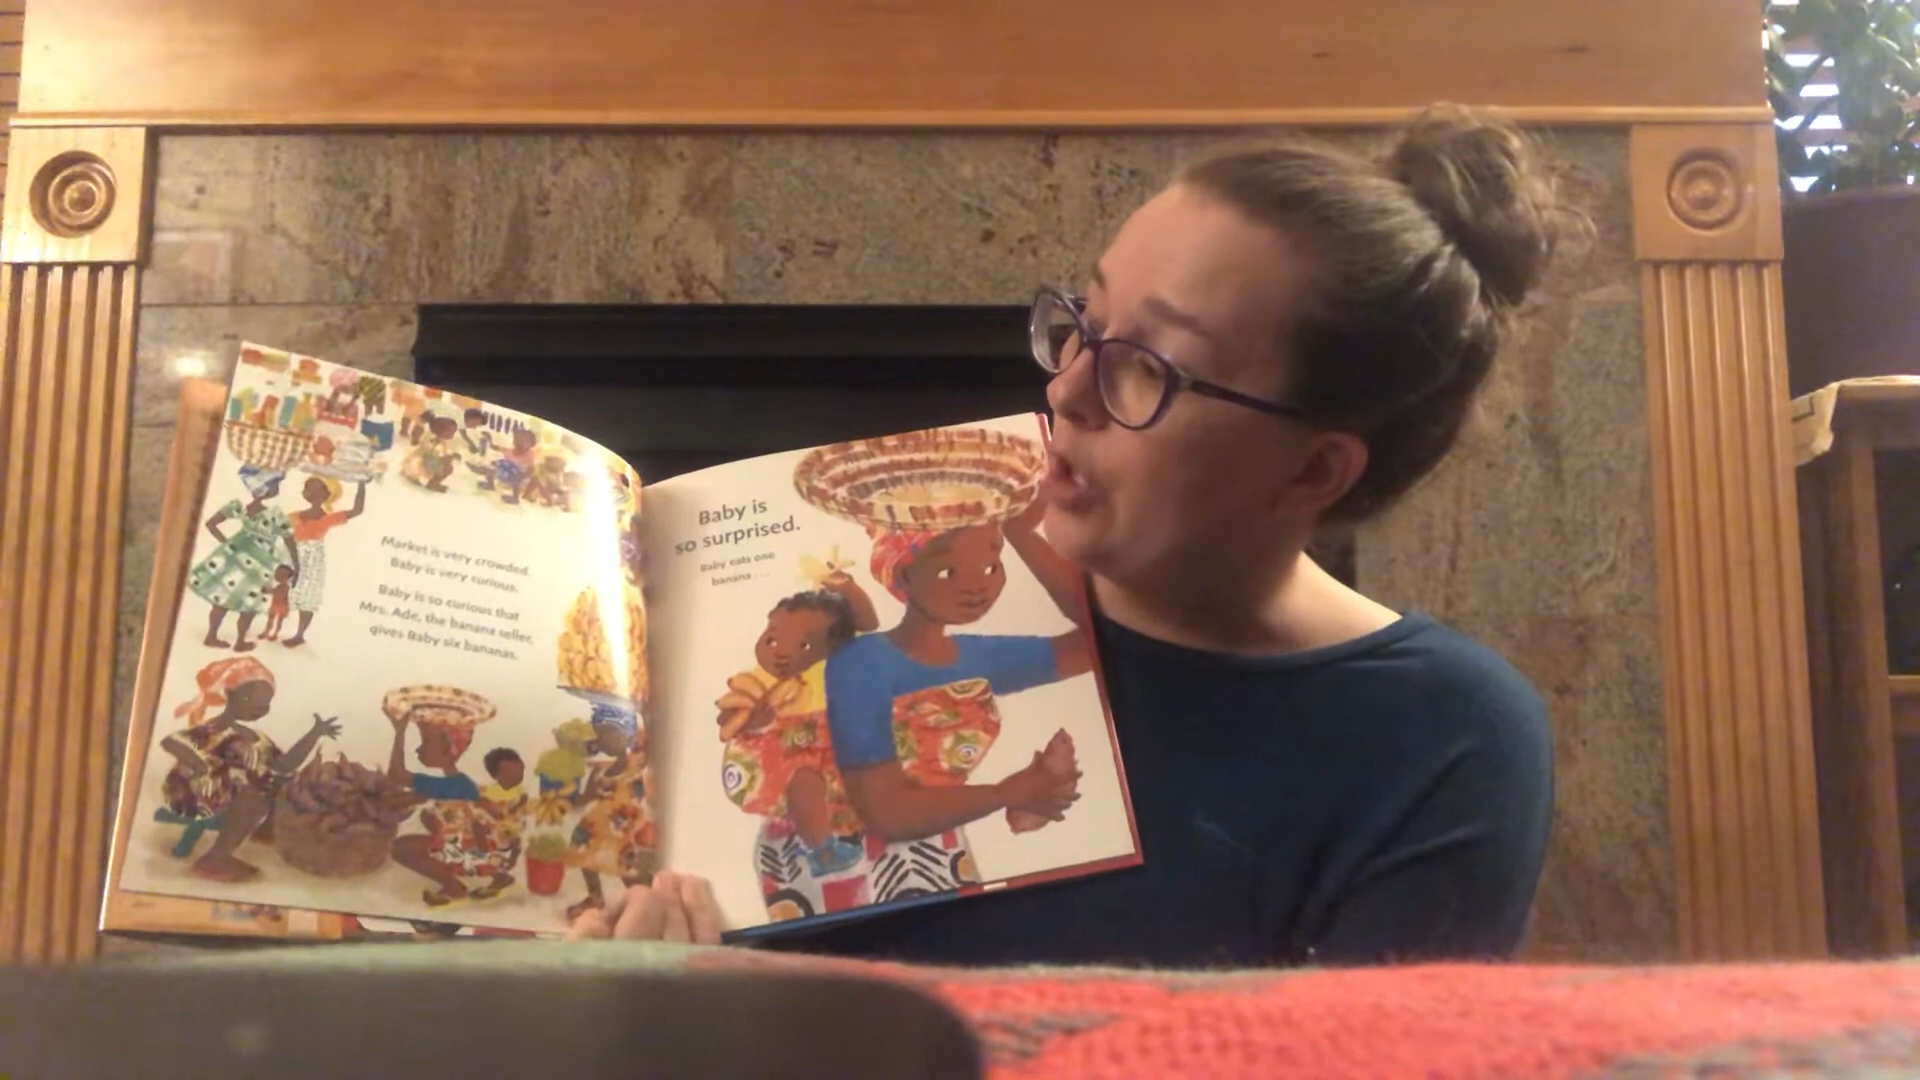 Market is very crowded.
Baby is very curious.
Baby is so curious that
Mrs. Ade, the banana seller,
gives Baby six bananas.
Baby is
so surprised.
Baby eats one
banana . . .